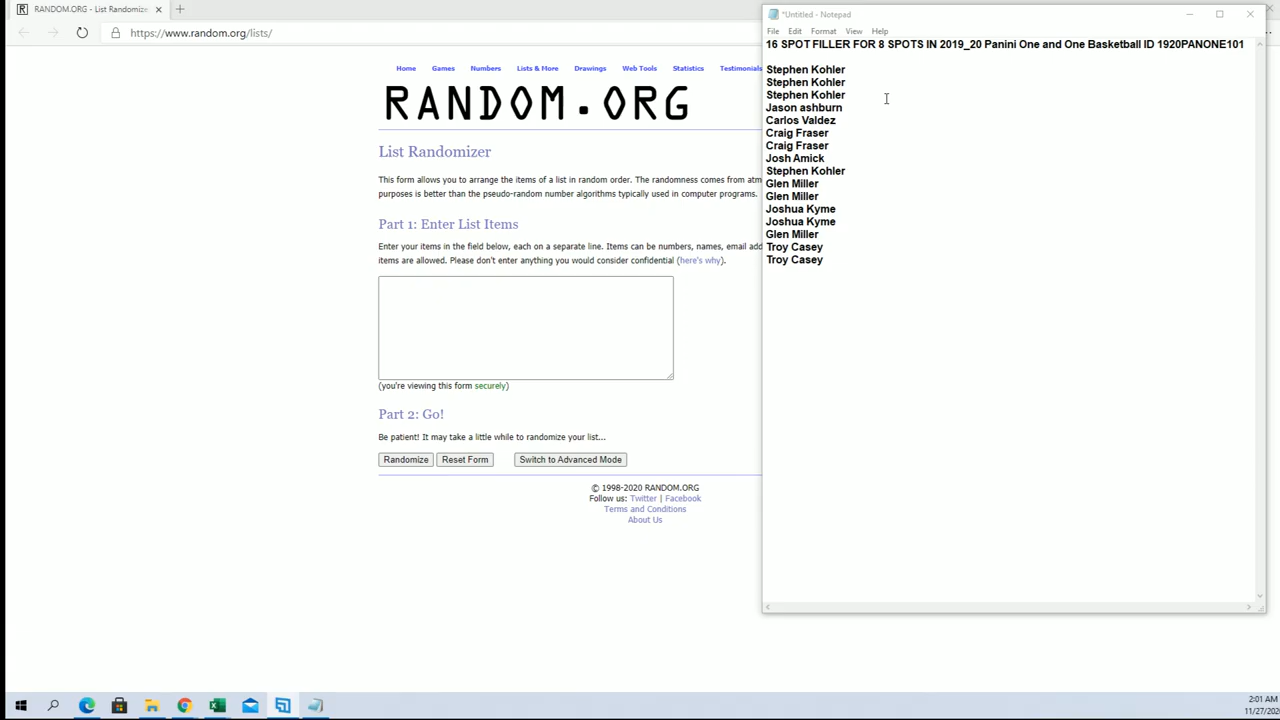 RANDOM.ORG - List Randomize
https://www.random.org/lists/
Home Games Numbers Lists & More Drawings Web Tools Statistics Testimonials
RANDOM.ORG
List Randomizer
This form allows you to arrange the items of a list in random order. The randomness comes from atm
purposes is better than the pseudo-random number algorithms typically used in computer programs.
Part 1: Enter List Items
Enter your items in the field below, each on a separate line. Items can be numbers, names, email add
items are allowed. Please don't enter anything you would consider confidential (here's why).
(you're viewing this form securely)
Part 2: Go!
Be patient! It may take a little while to randomize your list...
Randomize Reset Form Switch to Advanced Mode
© 1998-2020 RANDOM.ORG
Follow us: Twitter | Facebook
Terms and Conditions
About Us
*Untitled - Notepad
File Edit Format View Help
16 SPOT FILLER FOR 8 SPOTS IN 2019_20 Panini One and One Basketball ID 1920PANONE101
Stephen Kohler
Stephen Kohler
Stephen Kohler
Jason ashburn
Carlos Valdez
Craig Fraser
Craig Fraser
Josh Amick
Stephen Kohler
Glen Miller
Glen Miller
Joshua Kyme
Joshua Kyme
Glen Miller
Troy Casey
Troy Casey
2:01 AM
11/27/202